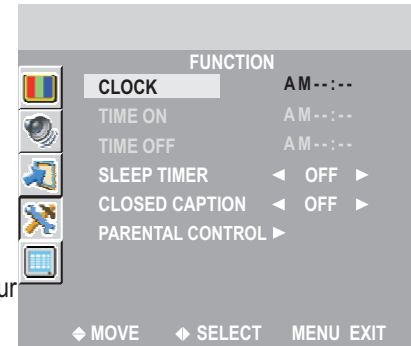 FUNCTION
CLOCK AM--:--
TIME ON AM--:--
TIME OFF AM--:--
SLEEP TIMER ◄ OFF ►
CLOSED CAPTION ◄ OFF ►
PARENTAL CONTROL ►
ur
MOVE SELECT MENU EXIT